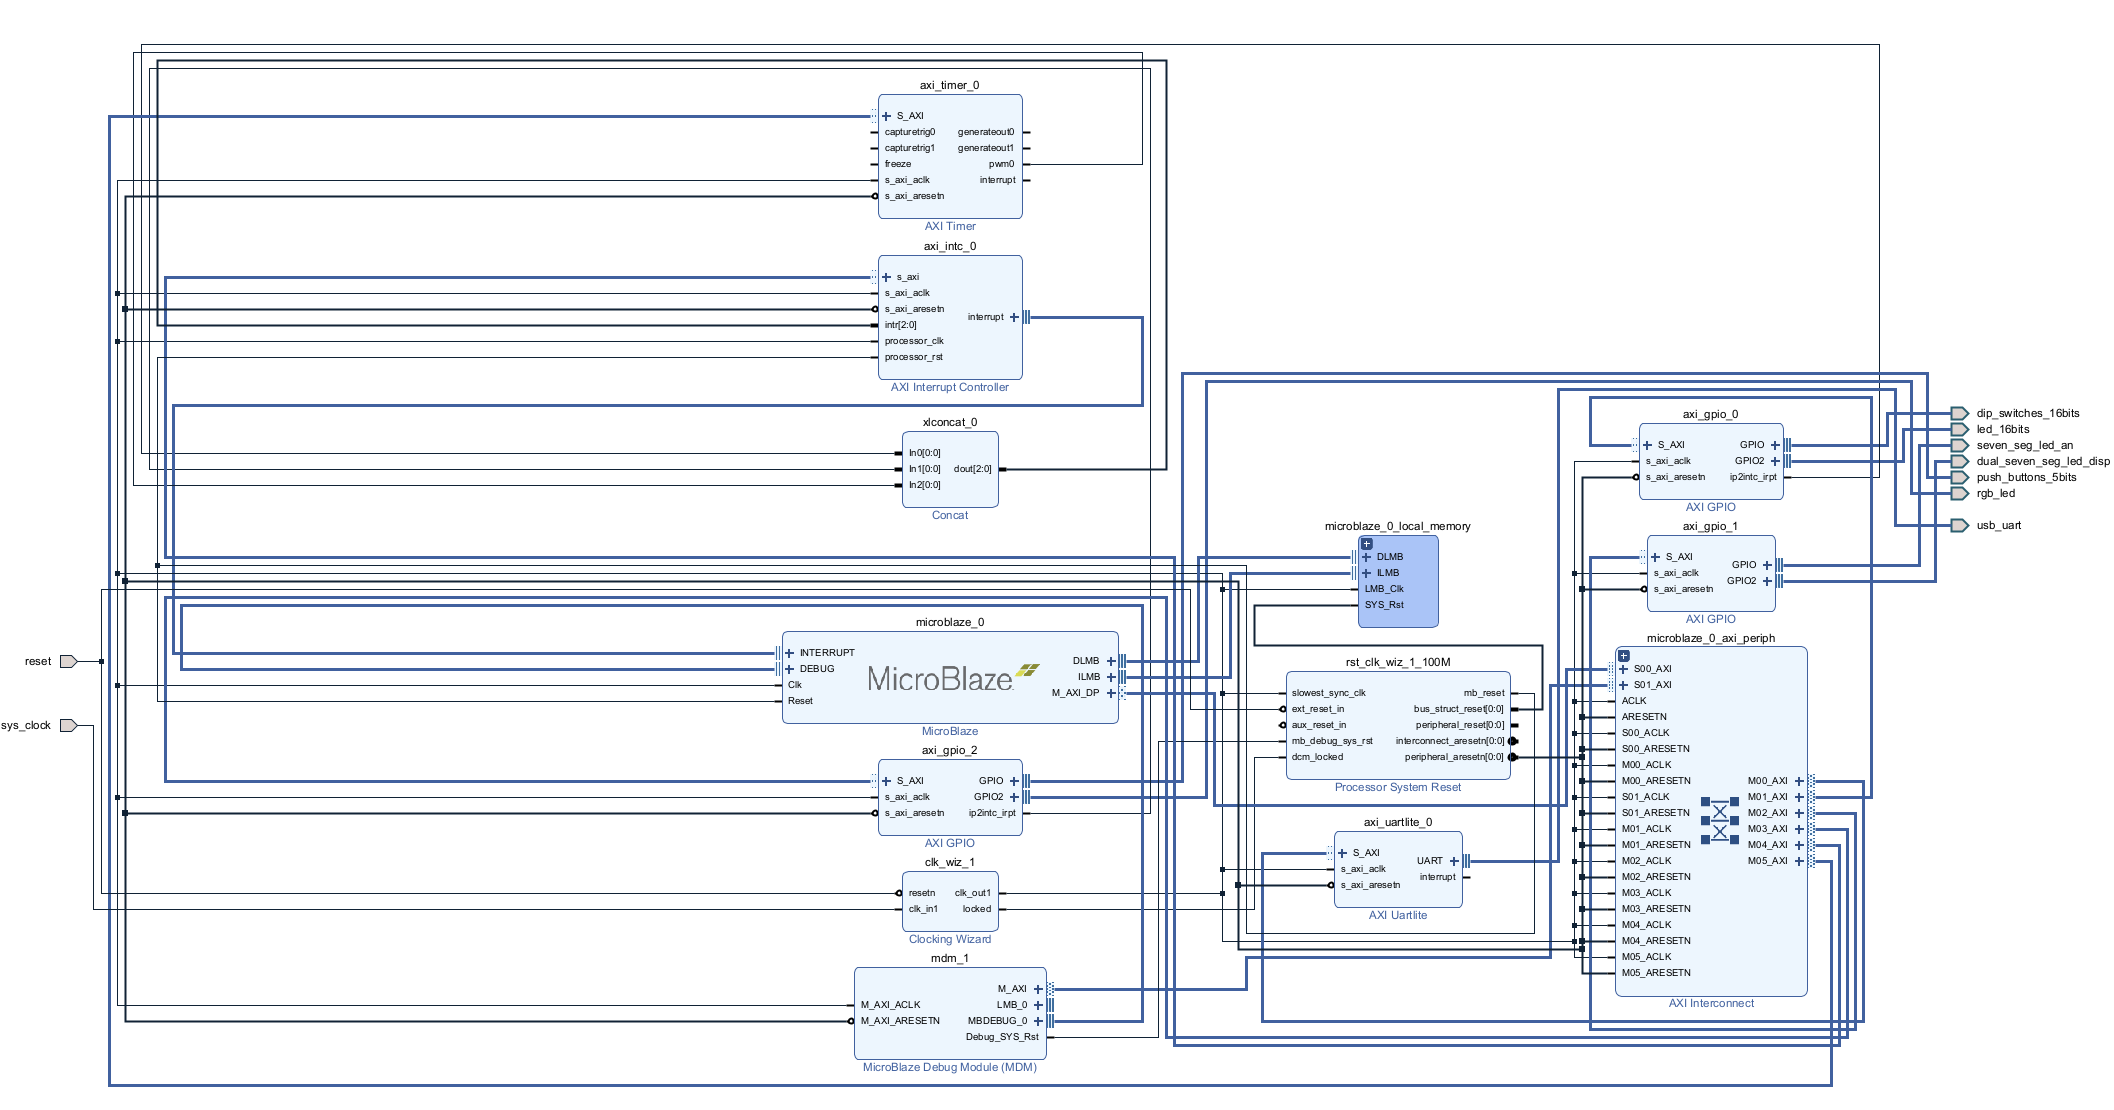 axi_timer_0
S_AXI
capturetrig0
capturetrig1
freeze
s_axi_aclk
s_axi_aresetn
generateout0
generateout1
pwm0
interrupt
AXI Timer
axi_intc_0
s_axi
s_axi_aclk
s_axi_aresetn
intr[2:0]
processor_clk
processor_rst
interrupt
AXI Interrupt Controller
xlconcat_0
In0[0:0]
In1[0:0]
In2[0:0]
dout[2:0]
Concat
reset
sys_clock
microblaze_0
INTERRUPT
DEBUG
Clk
Reset
MicroBlaze
DLMB
ILMB
M_AXI_DP
MicroBlaze
axi_gpio_2
S_AXI
s_axi_aclk
s_axi_aresetn
GPIO
GPIO2
ip2intc_irpt
AXI GPIO
clk_wiz_1
resetn
clk_in1
clk_out1
locked
Clocking Wizard
mdm_1
M_AXI_ACLK
M_AXI_ARESETN
M_AXI
LMB_0
MBDEBUG_0
Debug_SYS_Rst
MicroBlaze Debug Module (MDM)
microblaze_0_local_memory
DLMB
ILMB
LMB_Clk
SYS_Rst
rst_clk_wiz_1_100M
slowest_sync_clk
ext_reset_in
aux_reset_in
mb_debug_sys_rst
dcm_locked
mb_reset
bus_struct_reset[0:0]
peripheral_reset[0:0]
interconnect_aresetn[0:0]
peripheral_aresetn[0:0]
Processor System Reset
axi_uartlite_0
S_AXI
s_axi_aclk
s_axi_aresetn
UART
interrupt
AXI Uartlite
axi_gpio_0
S_AXI
s_axi_aclk
s_axi_aresetn
GPIO
GPIO2
ip2intc_irpt
AXI GPIO
axi_gpio_1
S_AXI
s_axi_aclk
s_axi_aresetn
GPIO
GPIO2
AXI GPIO
microblaze_0_axi_periph
S00_AXI
S01_AXI
ACLK
ARESETN
S00_ACLK
S00_ARESETN
M00_ACLK
M00_ARESETN
S01_ACLK
S01_ARESETN
M01_ACLK
M01_ARESETN
M02_ACLK
M02_ARESETN
M03_ACLK
M03_ARESETN
M04_ACLK
M04_ARESETN
M05_ACLK
M05_ARESETN
M00_AXI
M01_AXI
M02_AXI
M03_AXI
M04_AXI
M05_AXI
AXI Interconnect
dip_switches_16bits
led_16bits
seven_seg_led_an
dual_seven_seg_led_disp
push_buttons_5bits
rgb_led
usb_uart